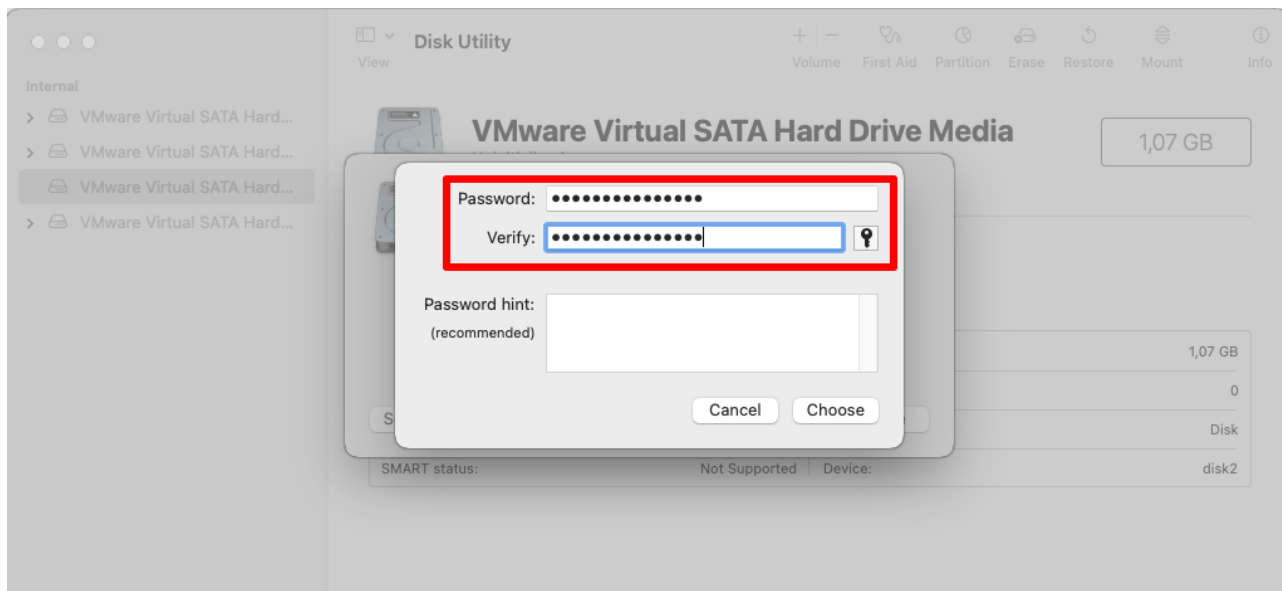 Disk Utility
View
Volume First Aid Partition Erase Restore Mount Info
Internal
VMware Virtual SATA Hard...
VMware Virtual SATA Hard...
VMware Virtual SATA Hard...
VMware Virtual SATA Hard...
VMware Virtual SATA Hard Drive Media
1,07 GB
Password: •••••••••••••••
Verify: •••••••••••••••
Password hint:
(recommended)
Cancel Choose
1,07 GB
0
Disk
SMART status: Not Supported Device: disk2